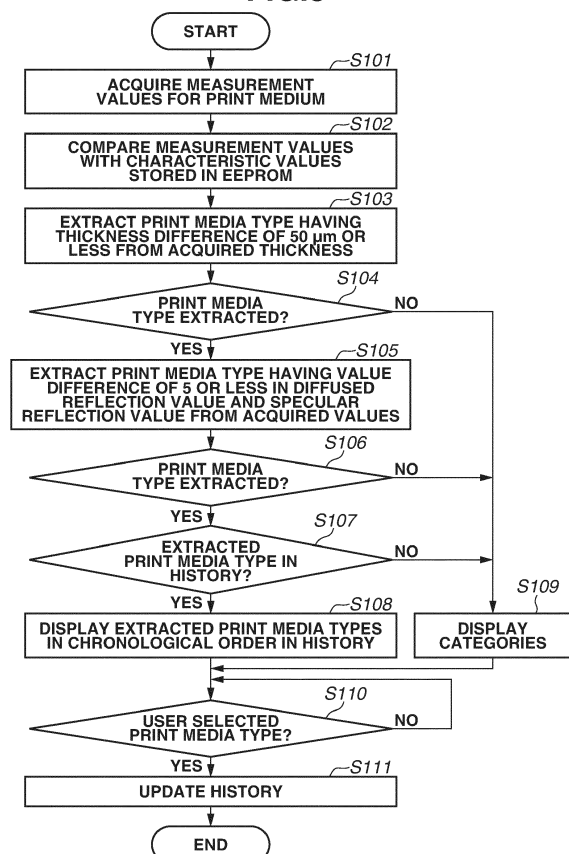 START
S101
ACQUIRE MEASUREMENT
VALUES FOR PRINT MEDIUM
S102
COMPARE MEASUREMENT VALUES
WITH CHARACTERISTIC VALUES
STORED IN EEPROM
S103
EXTRACT PRINT MEDIA TYPE HAVING
THICKNESS DIFFERENCE OF 50 μm OR
LESS FROM ACQUIRED THICKNESS
S104
PRINT MEDIA
TYPE EXTRACTED?
NO
YES
S105
EXTRACT PRINT MEDIA TYPE HAVING VALUE
DIFFERENCE OF 5 OR LESS IN DIFFUSED
REFLECTION VALUE AND SPECULAR
REFLECTION VALUE FROM ACQUIRED VALUES
S106
PRINT MEDIA
TYPE EXTRACTED?
NO
YES
S107
EXTRACTED
PRINT MEDIA TYPE IN
HISTORY?
NO
YES
S108
DISPLAY EXTRACTED PRINT MEDIA TYPES
IN CHRONOLOGICAL ORDER IN HISTORY
S109
DISPLAY
CATEGORIES
S110
USER SELECTED
PRINT MEDIA TYPE?
NO
YES
S111
UPDATE HISTORY
END